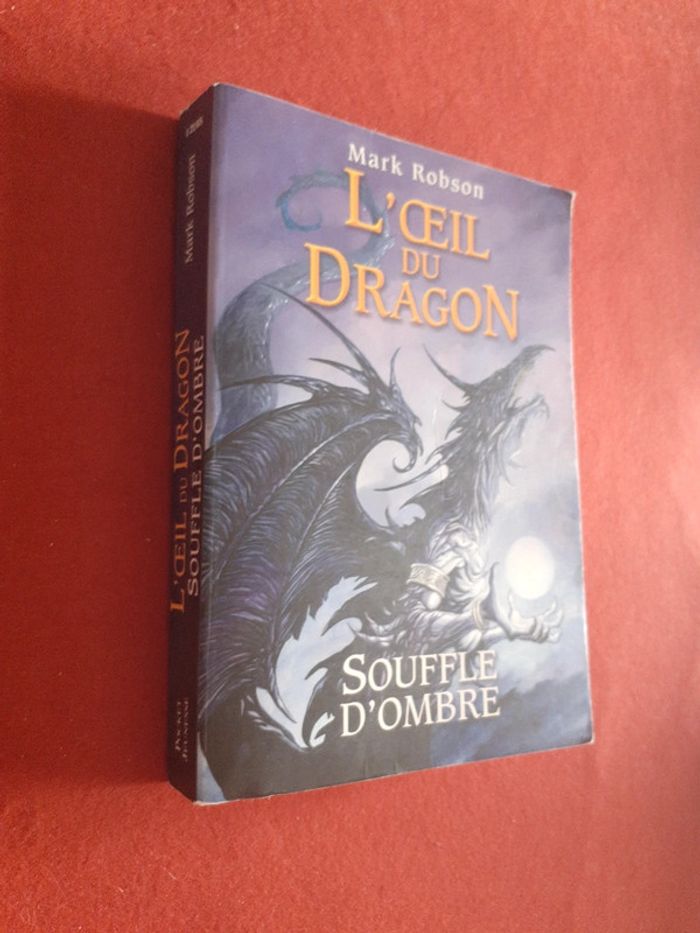 Mark Robson
L'ŒIL
DU
DRAGON
SOUFFLE
D'OMBRE
Mark Robson
L'ŒIL DU DRAGON
SOUFFLE D'OMBRE
POCKET
JEUNESSE